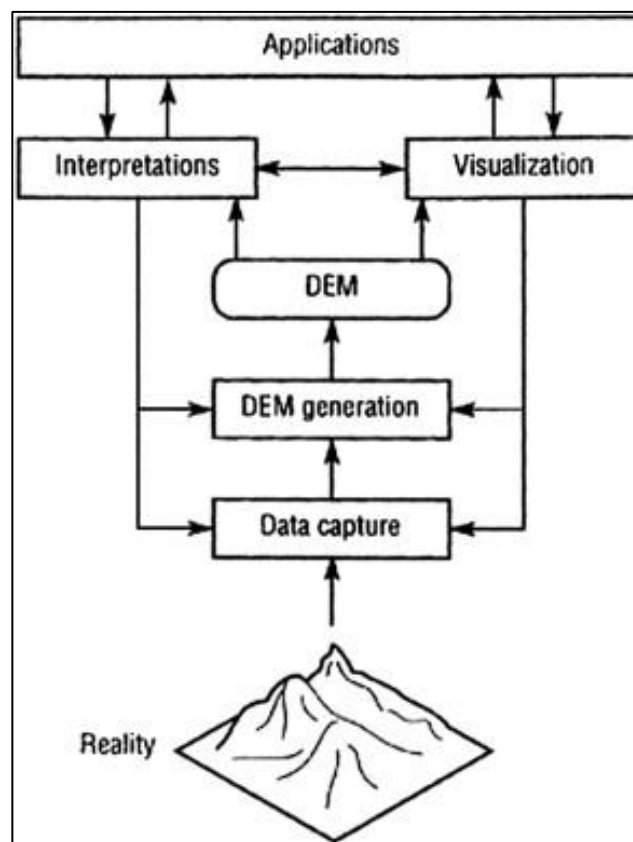 Applications
Interpretations
Visualization
DEM
DEM generation
Data capture
Reality